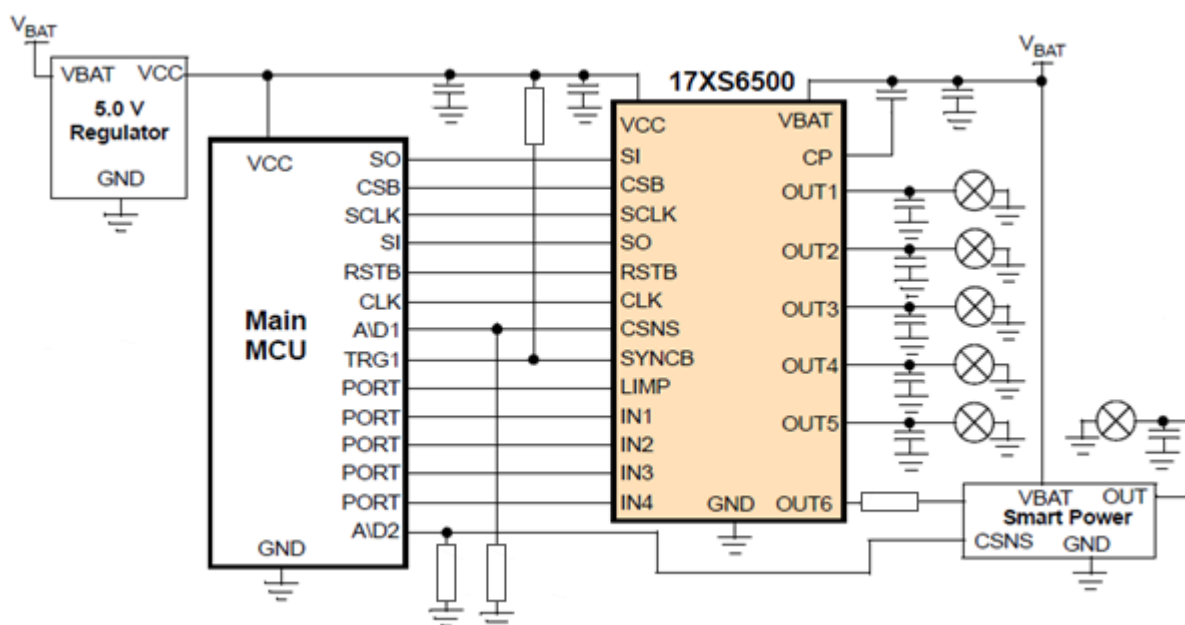 VBAT
VBAT VCC
5.0 V
Regulator
GND
VCC
SO
CSB
SCLK
SI
RSTB
CLK
A\D1
TRG1
PORT
PORT
PORT
PORT
PORT
A\D2
Main
MCU
GND
17XS6500
VCC
SI
CSB
SCLK
SO
RSTB
CLK
CSNS
SYNCB
LIMP
IN1
IN2
IN3
IN4
VBAT
CP
OUT1
OUT2
OUT3
OUT4
OUT5
GND OUT6
VBAT
VBAT OUT
Smart Power
CSNS GND